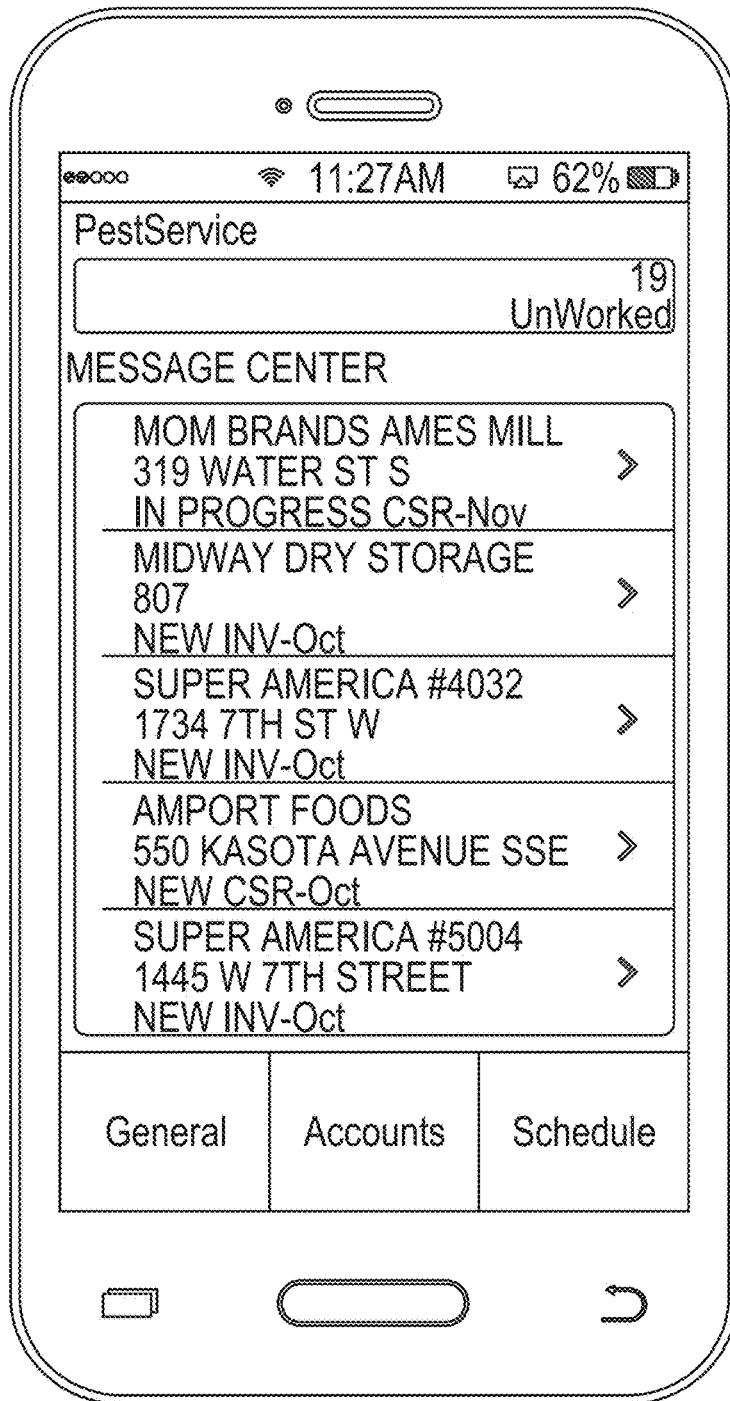 11:27AM 62%
PestService
19
UnWorked
MESSAGE CENTER
MOM BRANDS AMES MILL
319 WATER ST S
IN PROGRESS CSR-Nov
MIDWAY DRY STORAGE
807
NEW INV-Oct
SUPER AMERICA #4032
1734 7TH ST W
NEW INV-Oct
AMPORT FOODS
550 KASOTA AVENUE SSE
NEW CSR-Oct
SUPER AMERICA #5004
1445 W 7TH STREET
NEW INV-Oct
General Accounts Schedule